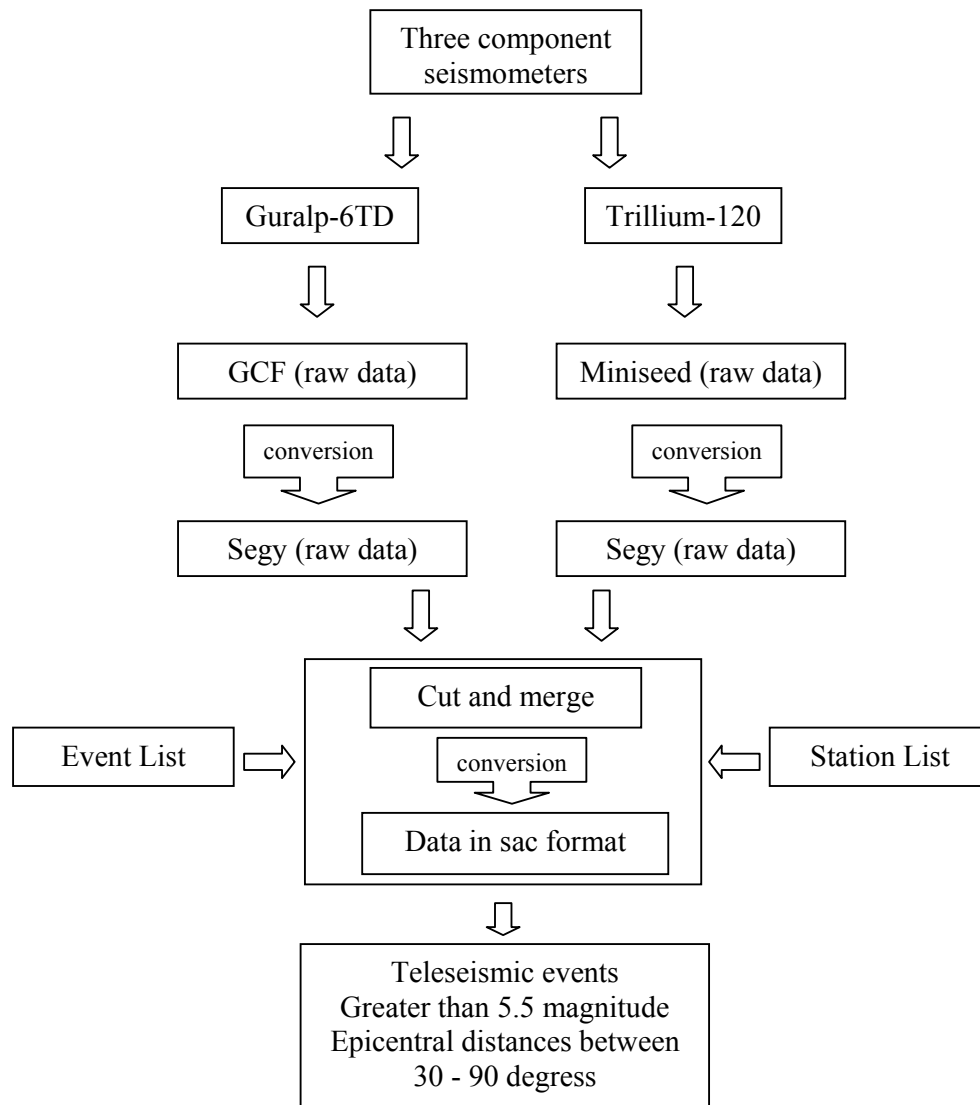 Three component
seismometers
Guralp-6TD
Trillium-120
GCF (raw data)
Miniseed (raw data)
conversion
conversion
Segy (raw data)
Segy (raw data)
Cut and merge
Event List
conversion
Station List
Data in sac format
Teleseismic events
Greater than 5.5 magnitude
Epicentral distances between
30 - 90 degress